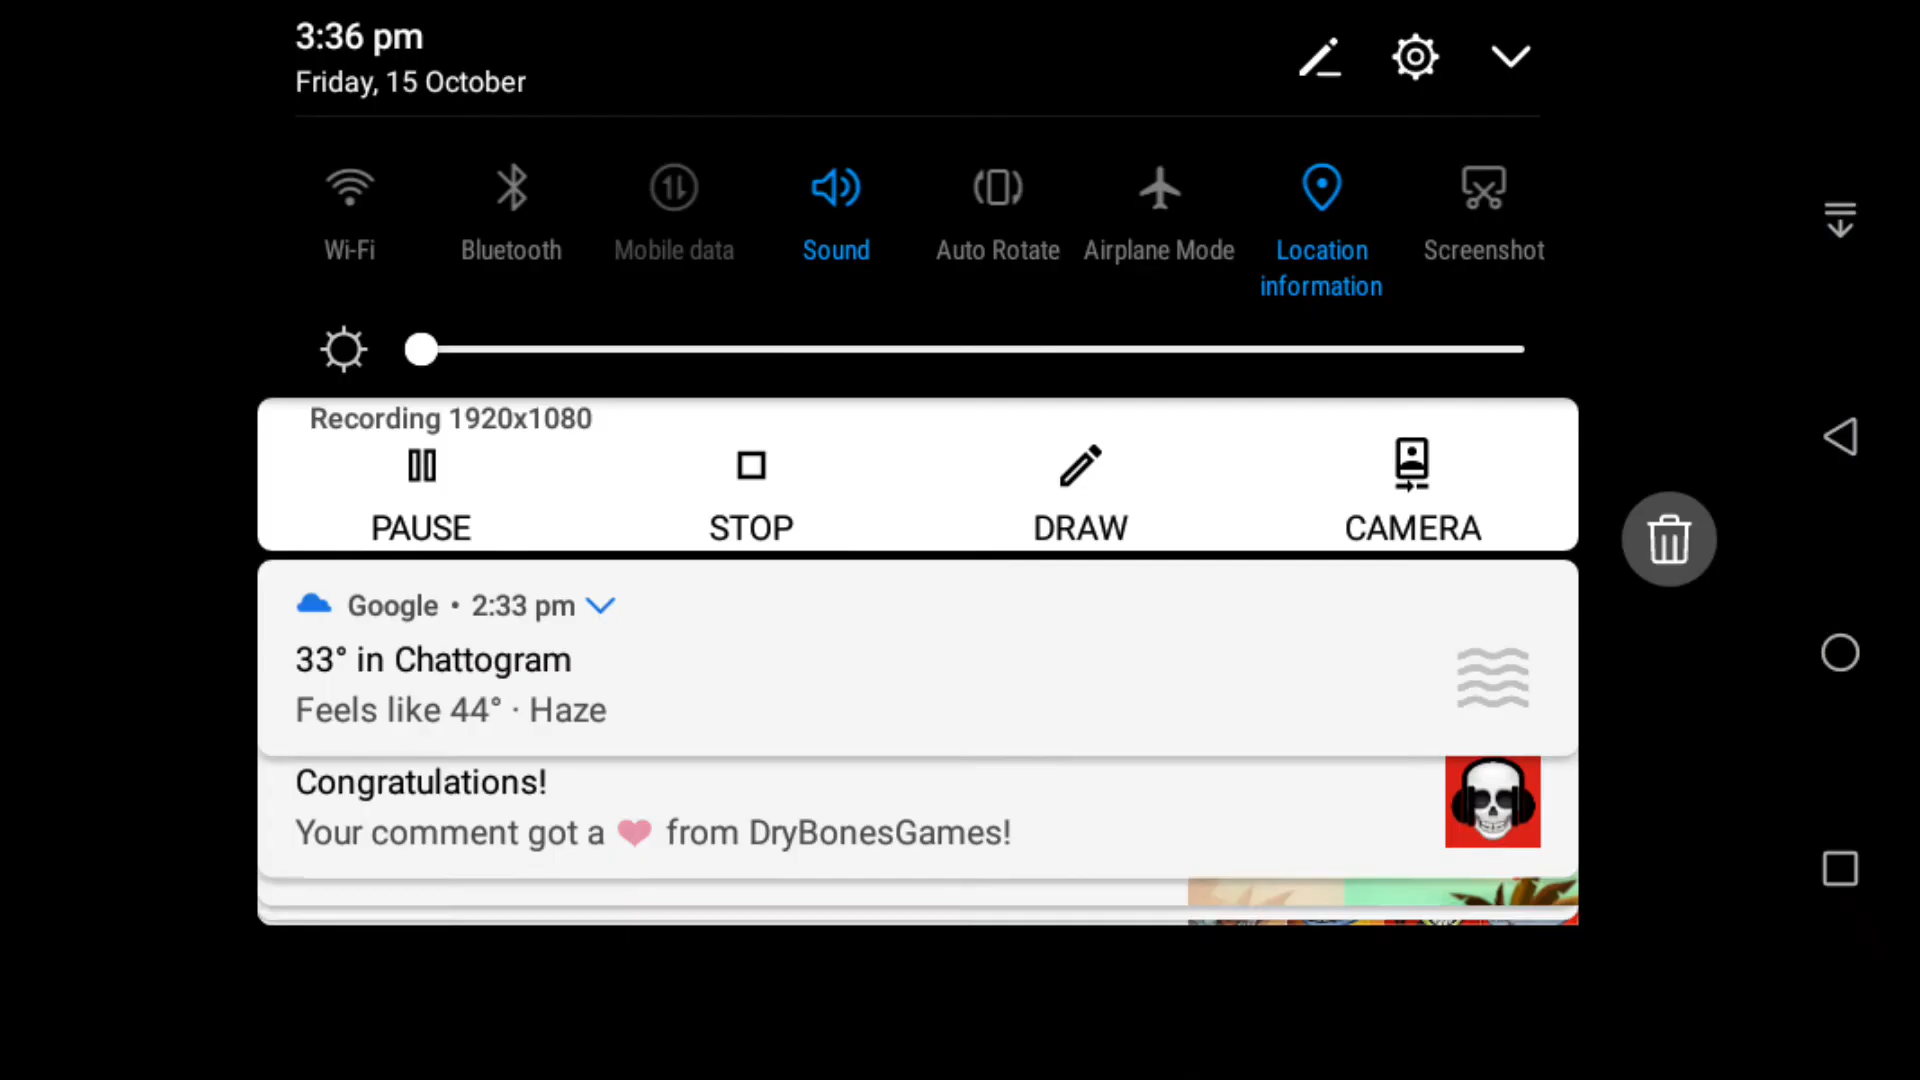 3:36 pm
Friday, 15 October
Wi-Fi
Bluetooth
Mobile data
Sound
Auto Rotate
Airplane Mode
Location
information
Screenshot
Recording 1920x1080
PAUSE
STOP
DRAW
CAMERA
Google • 2:33 pm
33° in Chattogram
Feels like 44° · Haze
Congratulations!
Your comment got a 💗 from DryBonesGames!